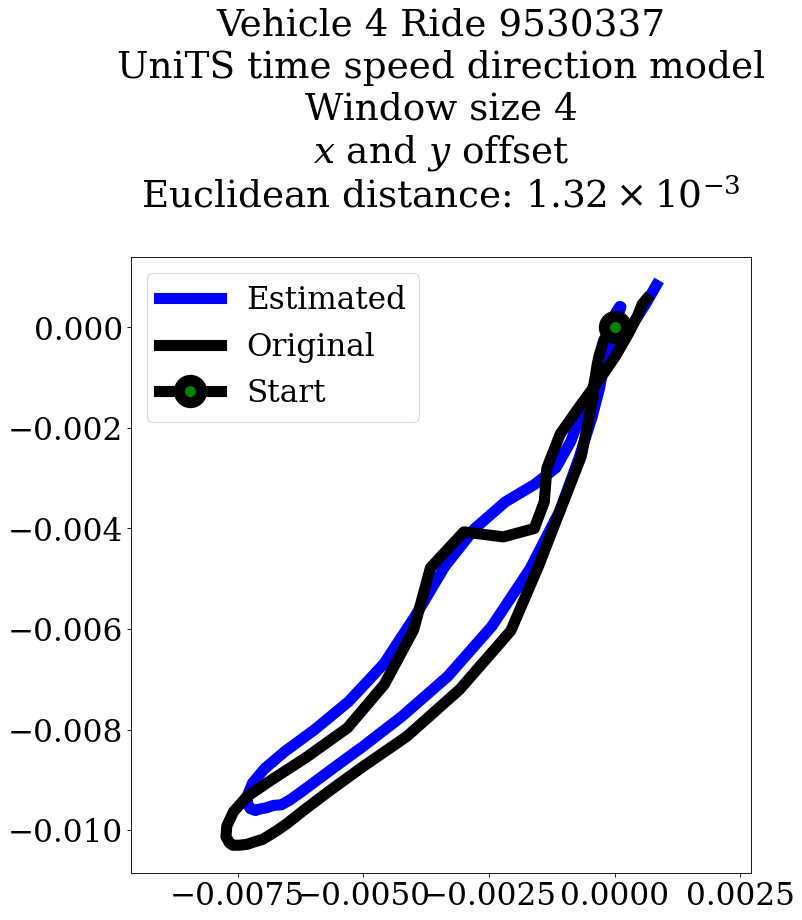 Vehicle 4 Ride 9530337
UniTS time speed direction model
Window size 4
x and y offset
Euclidean distance: 1.32 × 10⁻³
Estimated
Original
Start
0.000
−0.002
−0.004
−0.006
−0.008
−0.010
−0.0075 −0.0050 −0.0025 0.0000 0.0025